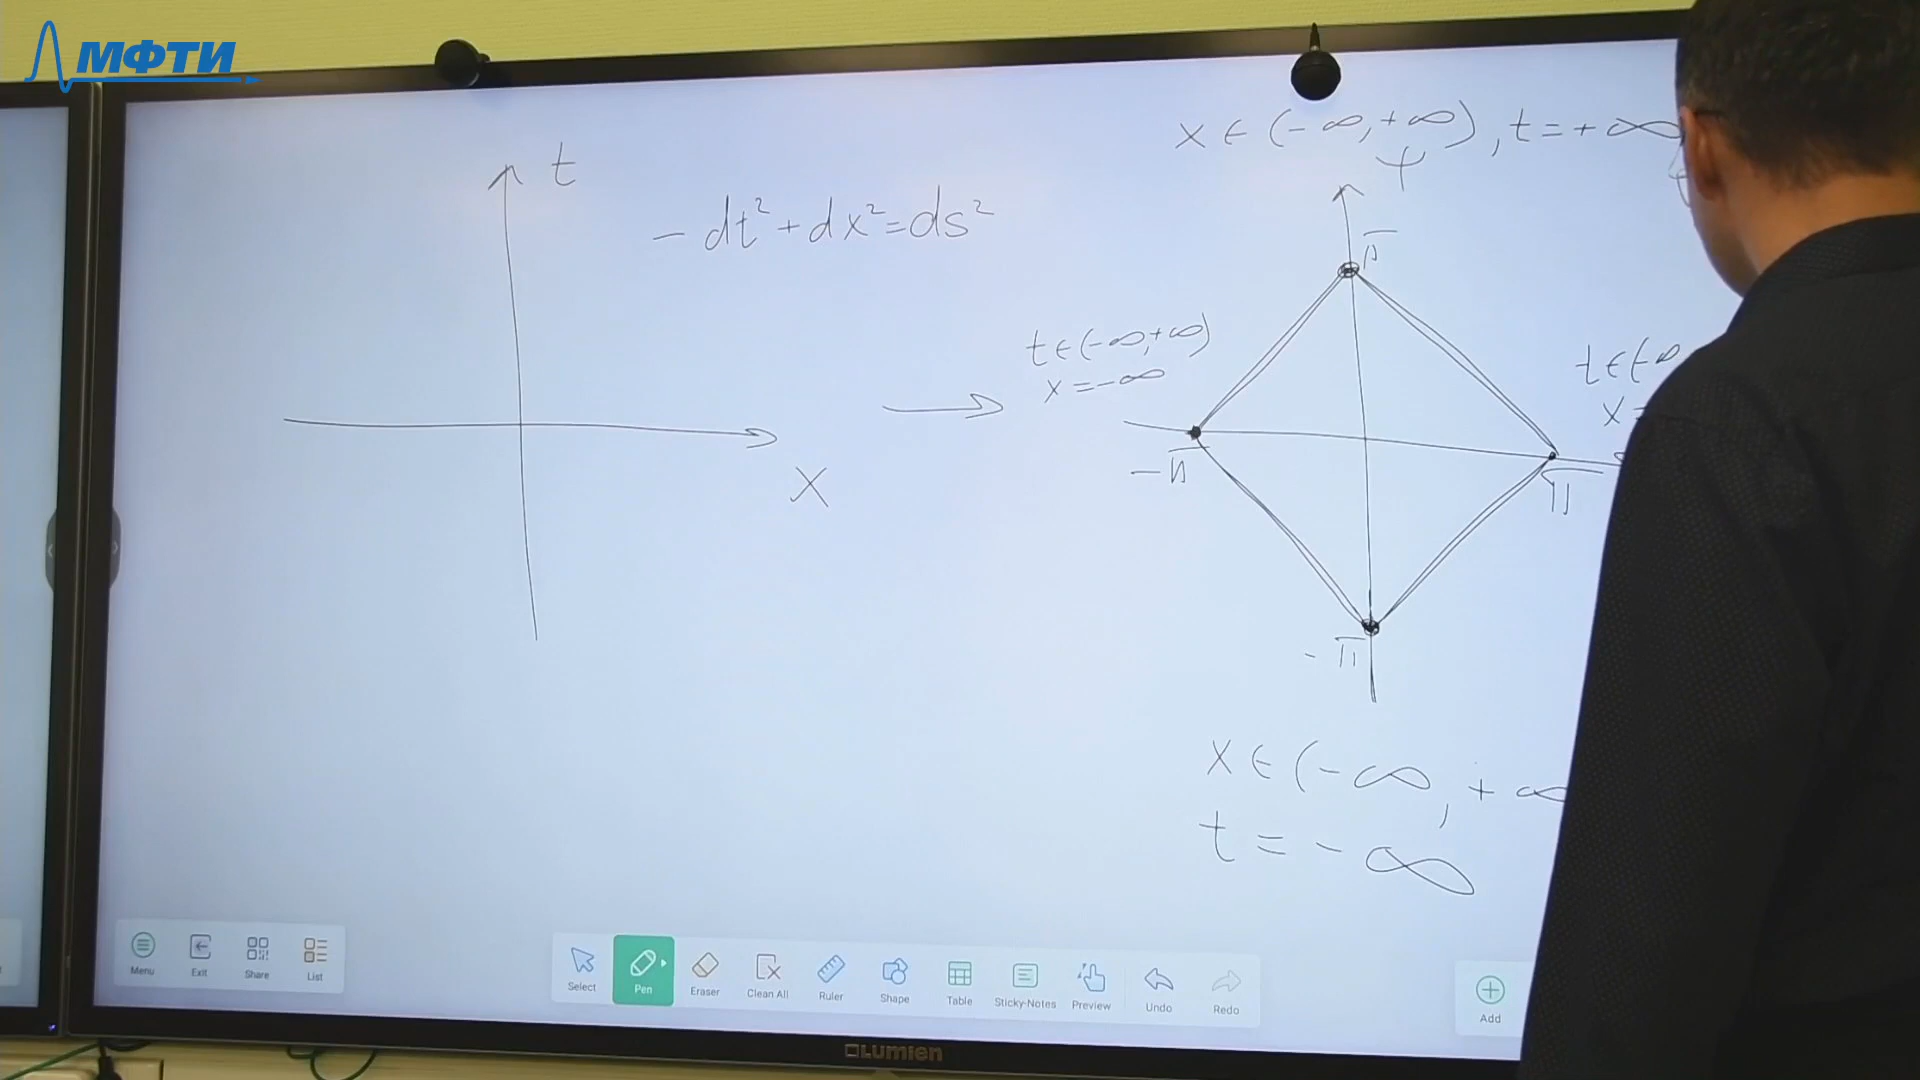 МФТИ
t
- dt² + dx² = ds²
x
x ∈ (-∞, +∞), t = +∞
ψ
π
t ∈ (-∞, +∞)
x = -∞
t ∈ (-∞
x =
-π
π
-π
x ∈ (-∞, + ∞
t = - ∞
Menu
Exit
Share
List
Select
Pen
Eraser
Clean All
Ruler
Shape
Table
Sticky-Notes
Preview
Undo
Redo
Add
Lumien